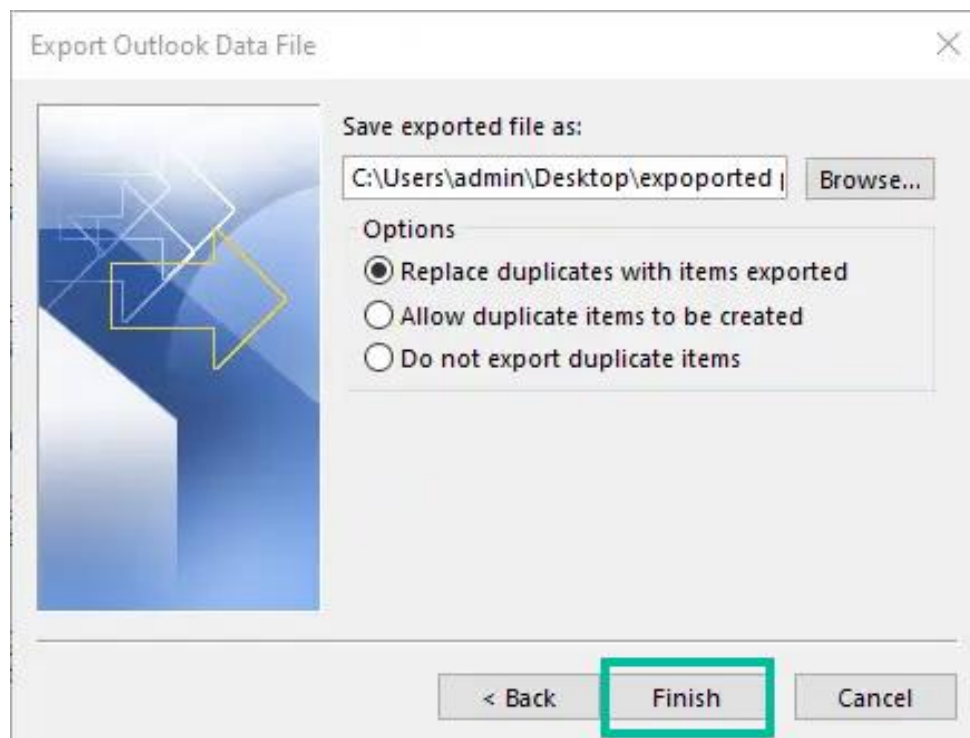 Export Outlook Data File
Save exported file as:
C:\Users\admin\Desktop\expoported
Browse...
Options
Replace duplicates with items exported
Allow duplicate items to be created
Do not export duplicate items
< Back
Finish
Cancel